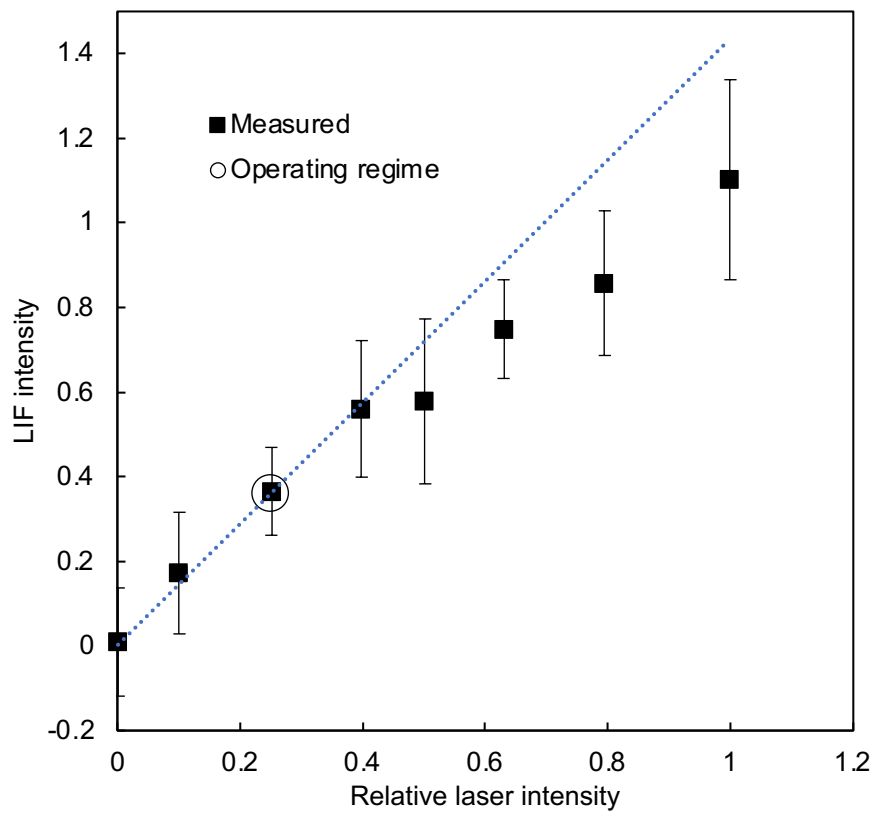 1.4
1.2
1
0.8
0.6
0.4
0.2
0
-0.2
LIF intensity
Measured
Operating regime
0 0.2 0.4 0.6 0.8 1 1.2
Relative laser intensity